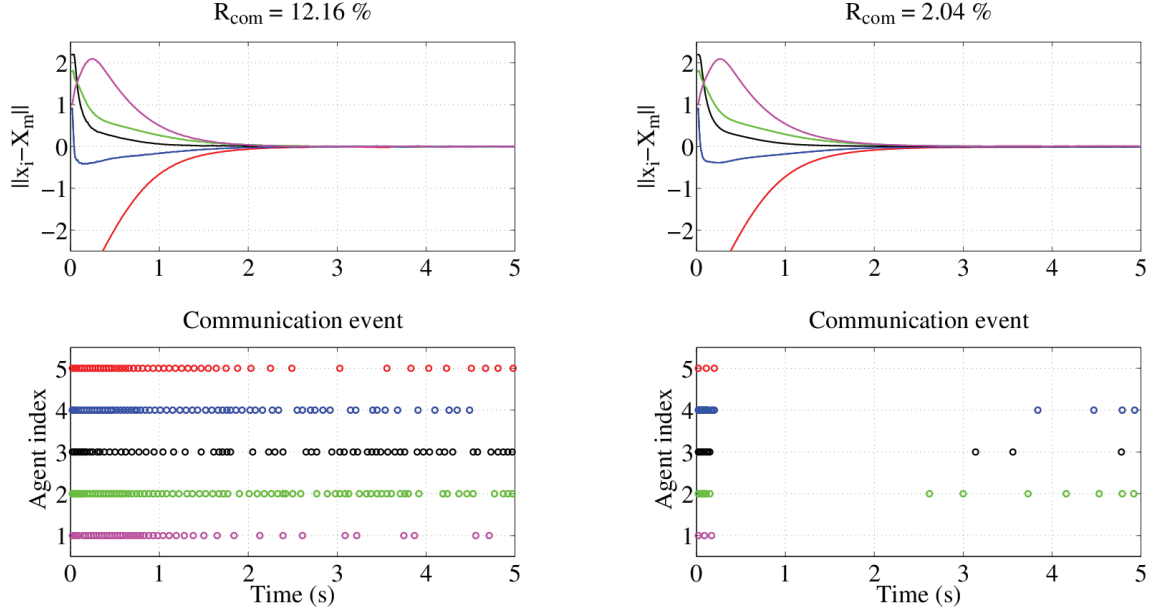 R_com = 12.16 %
||x_i−X_m||
2
1
0
−1
−2
0 1 2 3 4 5
Communication event
Agent index
5
4
3
2
1
0 1 2 3 4 5
Time (s)
R_com = 2.04 %
||x_i−X_m||
2
1
0
−1
−2
0 1 2 3 4 5
Communication event
Agent index
5
4
3
2
1
0 1 2 3 4 5
Time (s)